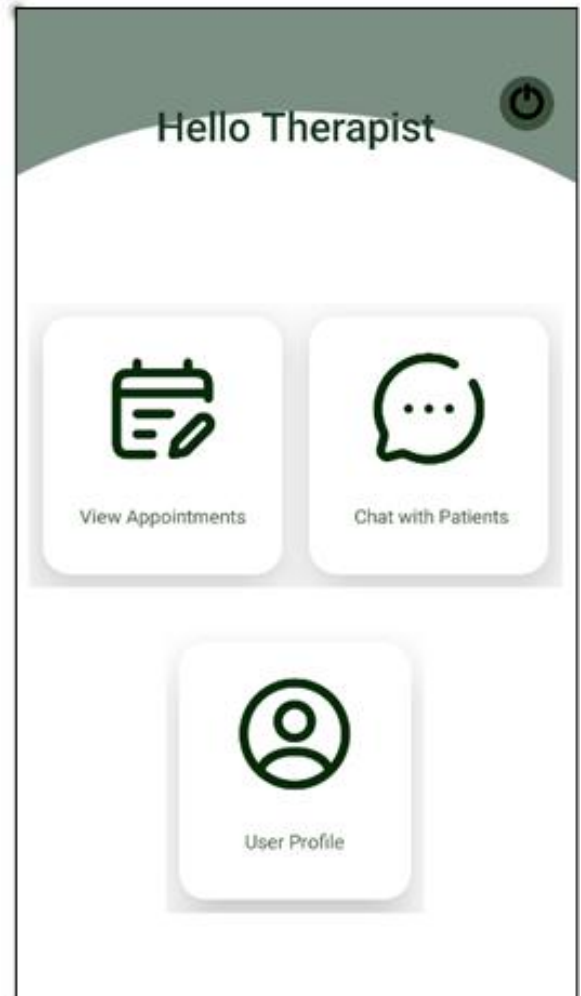 Hello Therapist
View Appointments
Chat with Patients
User Profile